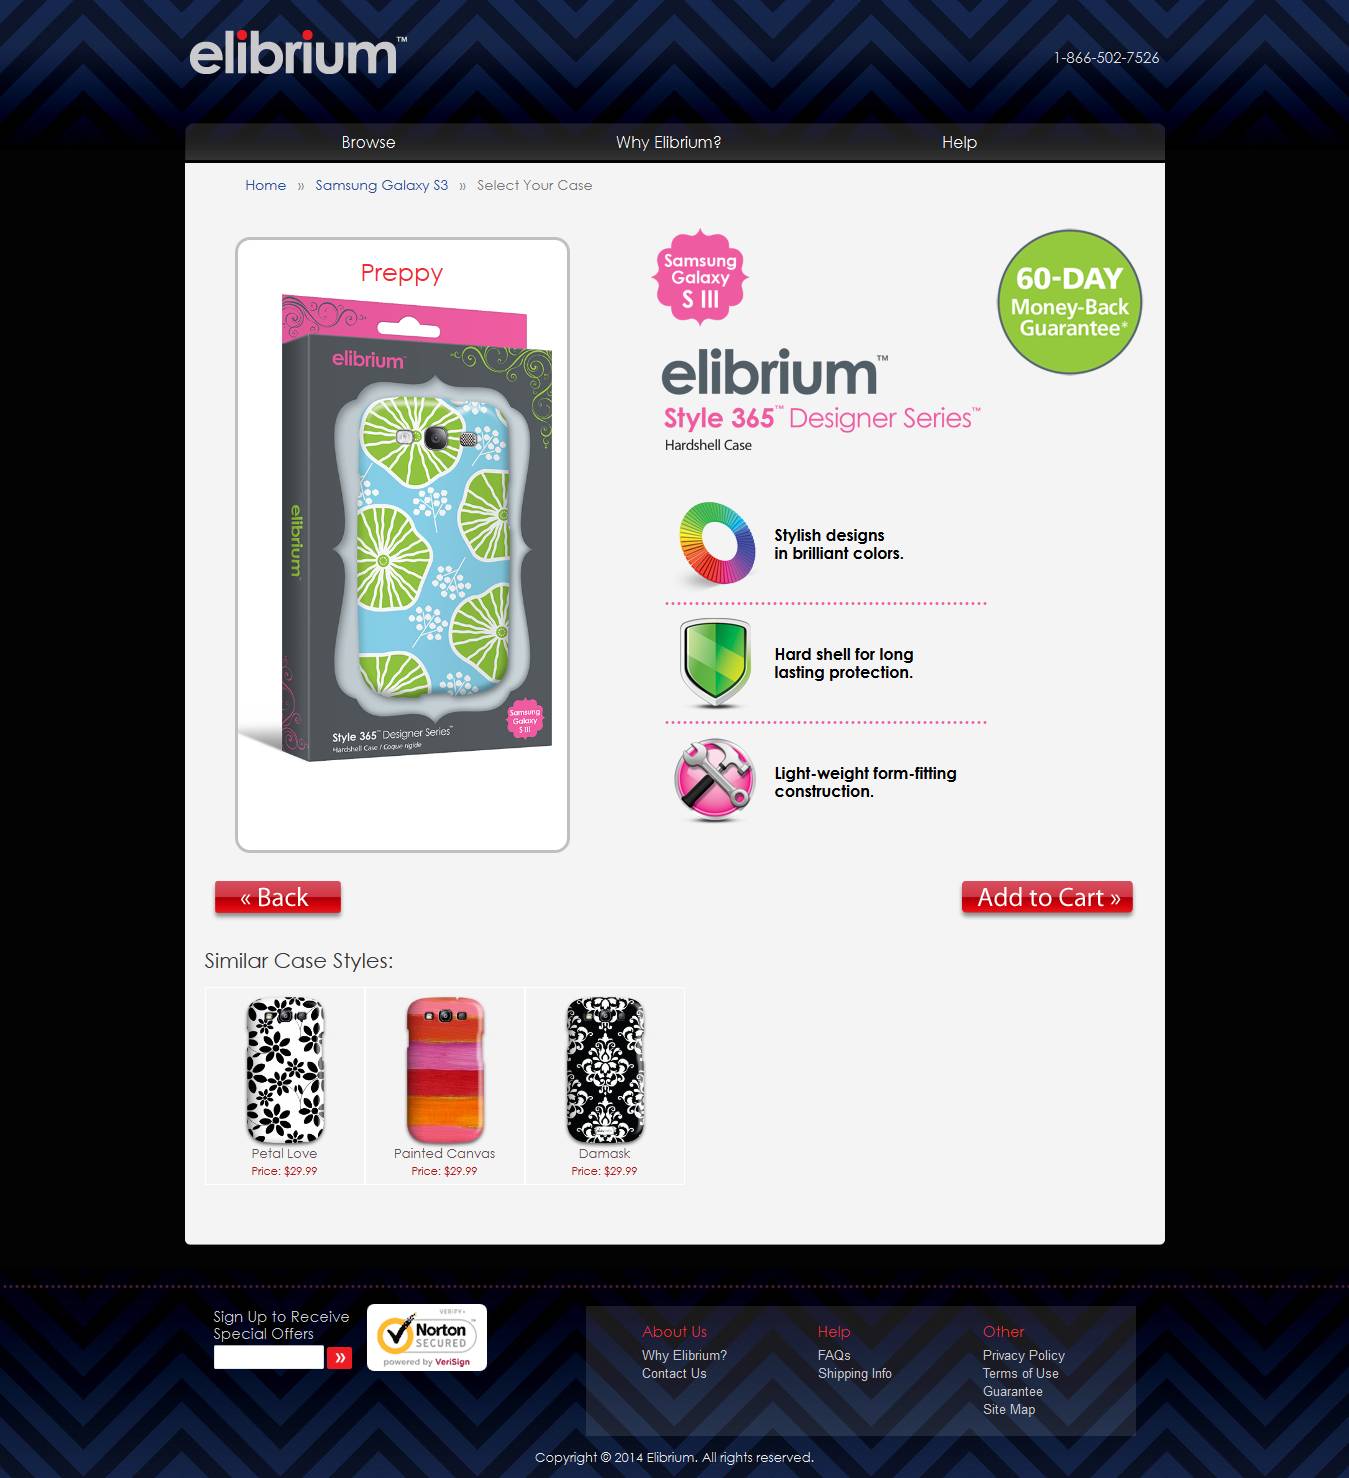 elibrium™
1-866-502-7526
Browse
Why Elibrium?
Help
Home » Samsung Galaxy S3 » Select Your Case
Preppy
elibrium
elibrium
Samsung
Galaxy
S III
Style 365™ Designer Series™
Hardshell Case / Coque rigide
Samsung
Galaxy
S III
60-DAY
Money-Back
Guarantee*
elibrium™
Style 365™ Designer Series™
Hardshell Case
Stylish designs
in brilliant colors.
Hard shell for long
lasting protection.
Light-weight form-fitting
construction.
« Back
Add to Cart »
Similar Case Styles:
Petal Love
Price: $29.99
Painted Canvas
Price: $29.99
Damask
Price: $29.99
Sign Up to Receive
Special Offers
»
VERIFY▸
Norton
SECURED
powered by VeriSign
About Us
Why Elibrium?
Contact Us
Help
FAQs
Shipping Info
Other
Privacy Policy
Terms of Use
Guarantee
Site Map
Copyright © 2014 Elibrium. All rights reserved.